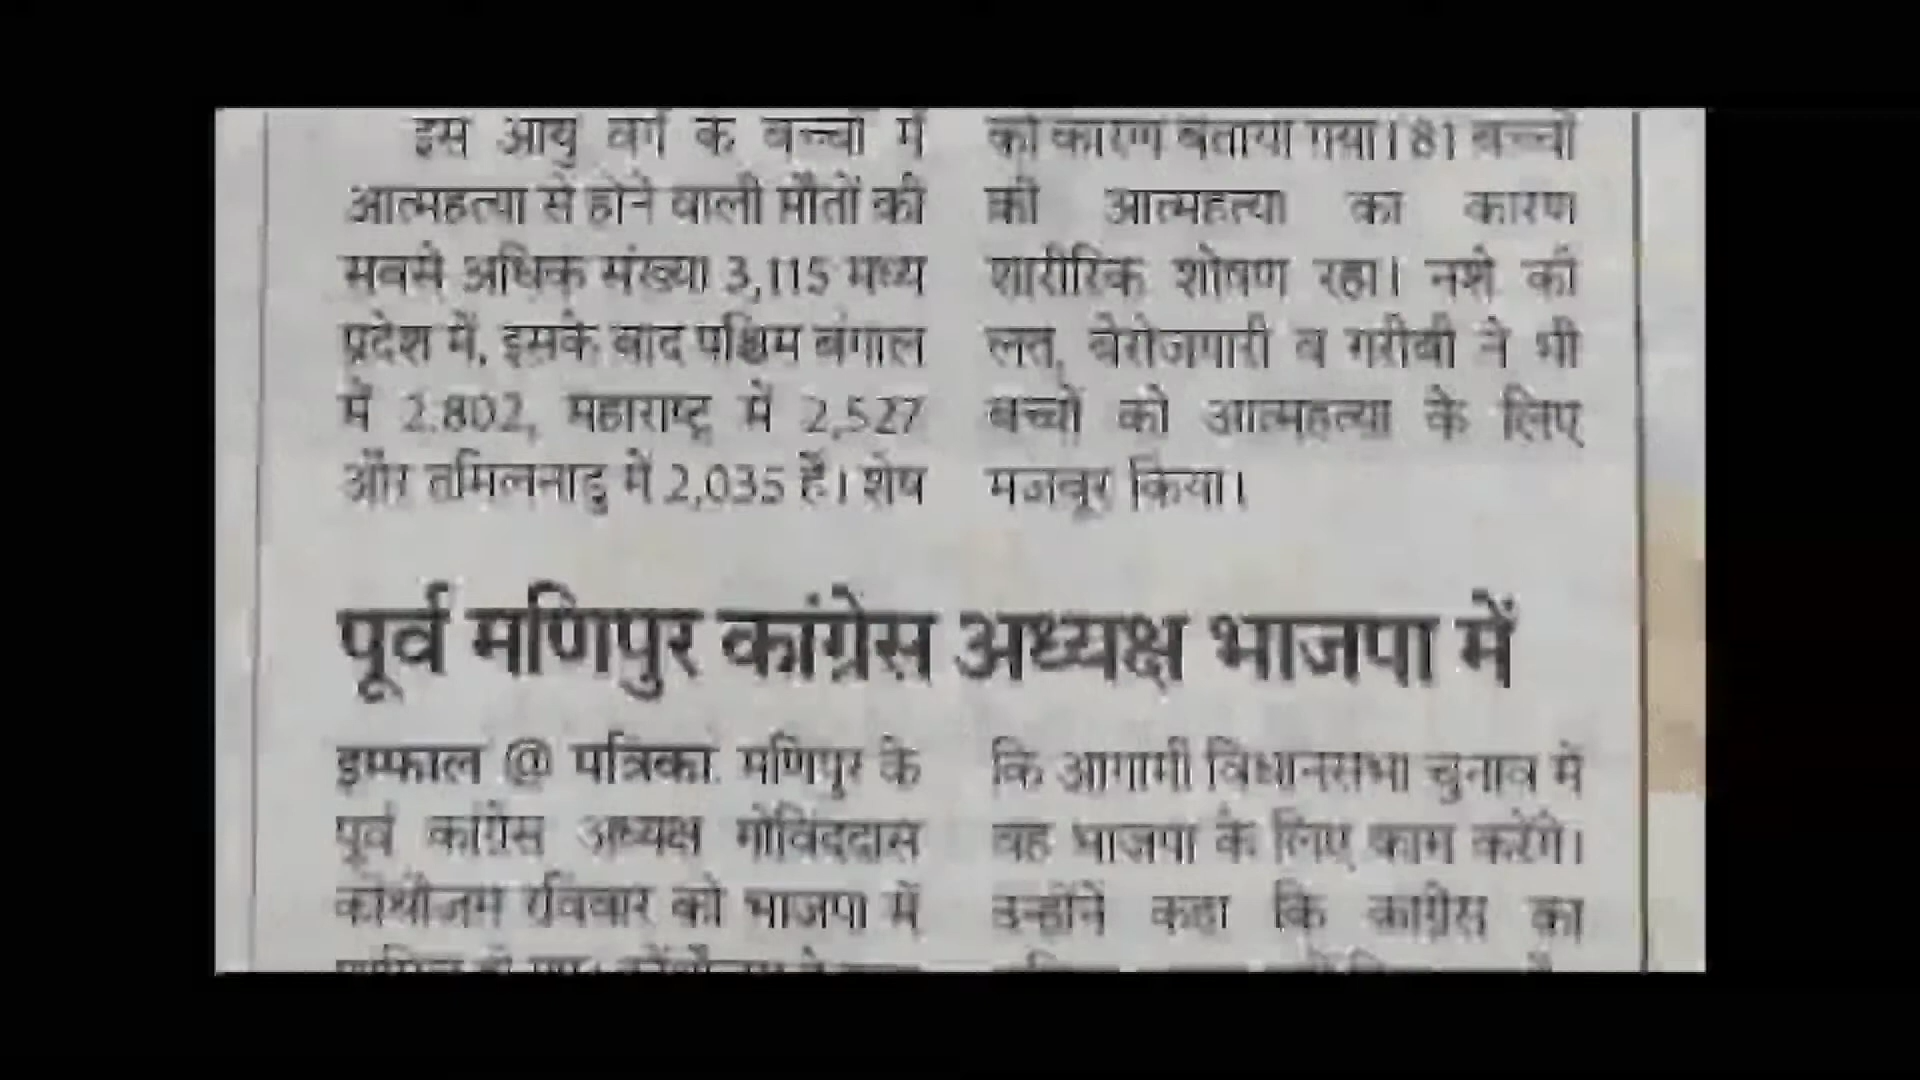 इस आयु वर्ग के बच्चों में
आत्महत्या से होने वाली मौतों की
सबसे अधिक संख्या 3,115 मध्य
प्रदेश में, इसके बाद पश्चिम बंगाल
में 2,802, महाराष्ट्र में 2,527
और तमिलनाडु में 2,035 है। शेष
को कारण बताया गया। 81 बच्चों
की आत्महत्या का कारण
शारीरिक शोषण रहा। नशे की
लत, बेरोजगारी व गरीबी ने भी
बच्चों को आत्महत्या के लिए
मजबूर किया।
पूर्व मणिपुर कांग्रेस अध्यक्ष भाजपा में
इम्फाल @ पत्रिका. मणिपुर के
पूर्व कांग्रेस अध्यक्ष गोविंददास
कोंथौजम रविवार को भाजपा में
कि आगामी विधानसभा चुनाव में
वह भाजपा के लिए काम करेंगे।
उन्होंने कहा कि कांग्रेस का